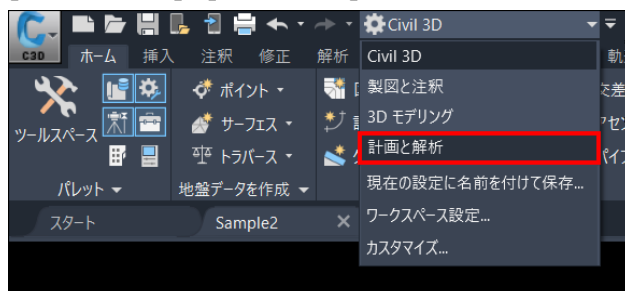 Civil 3D
C3D
ホーム 挿入 注釈 修正 解析
Civil 3D
製図と注釈
3D モデリング
計画と解析
現在の設定に名前を付けて保存...
ワークスペース設定...
カスタマイズ...
ツールスペース
ポイント
サーフェス
トラバース
パレット
地盤データを作成
スタート
Sample2